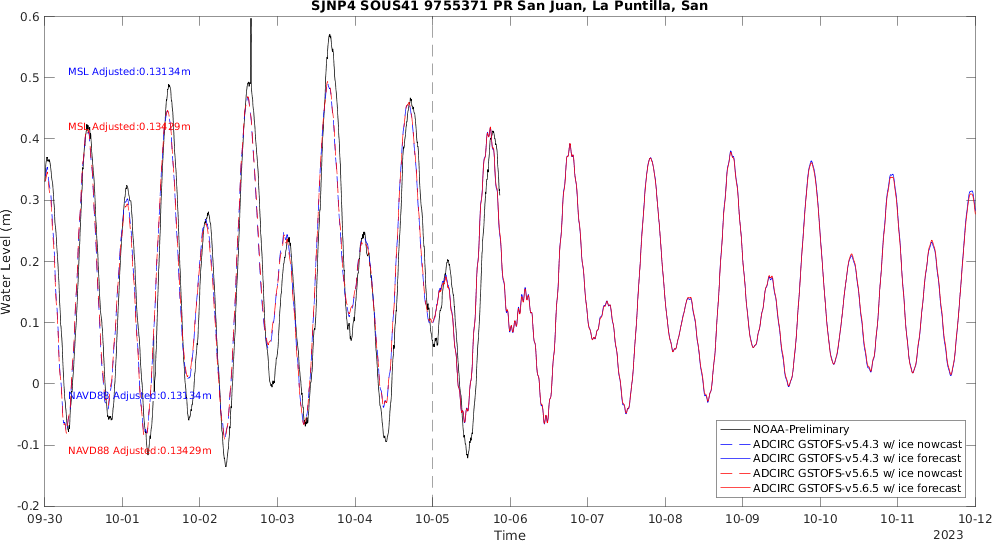 SJNP4 SOUS41 9755371 PR San Juan, La Puntilla, San
0.6
0.5
0.4
0.3
0.2
0.1
0
-0.1
-0.2
Water Level (m)
MSL Adjusted:0.13134m
MSL Adjusted:0.13429m
NAVD88 Adjusted:0.13134m
NAVD88 Adjusted:0.13429m
NOAA-Preliminary
ADCIRC GSTOFS-v5.4.3 w/ ice nowcast
ADCIRC GSTOFS-v5.4.3 w/ ice forecast
ADCIRC GSTOFS-v5.6.5 w/ ice nowcast
ADCIRC GSTOFS-v5.6.5 w/ ice forecast
09-30 10-01 10-02 10-03 10-04 10-05 10-06 10-07 10-08 10-09 10-10 10-11 10-12
Time
2023